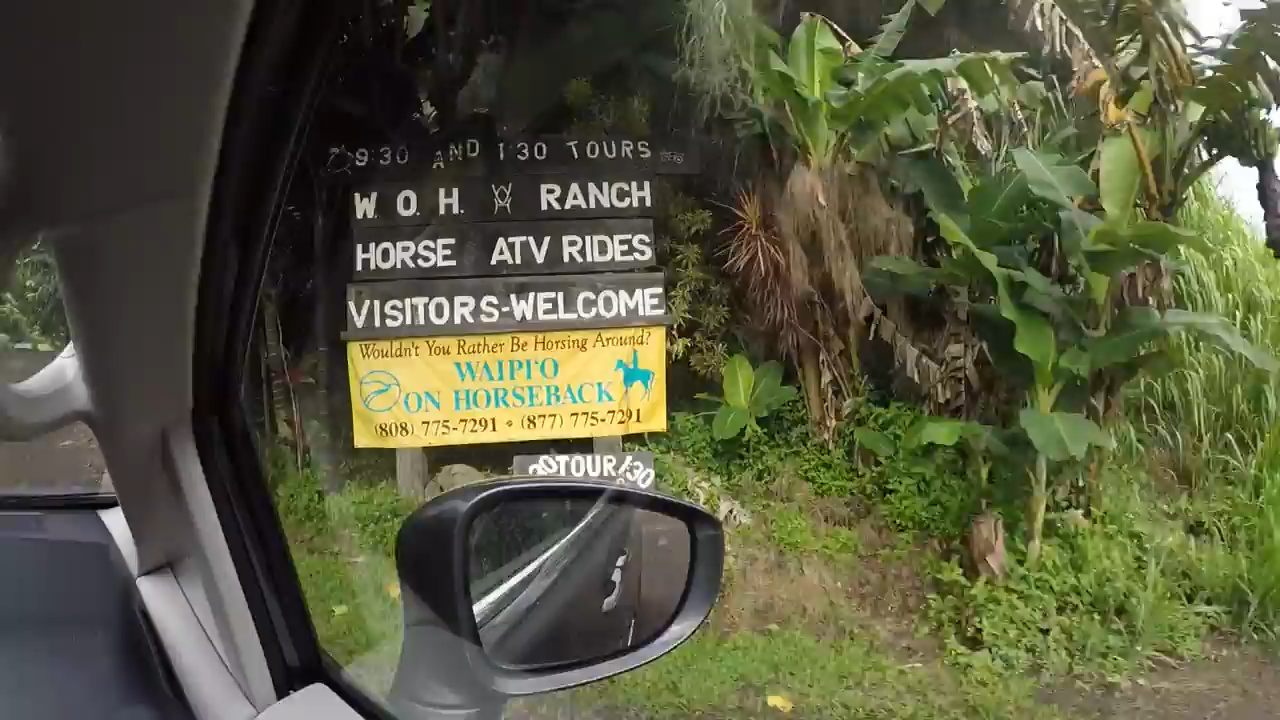 9:30 AND 1:30 TOURS
W. O. H. RANCH
HORSE ATV RIDES
VISITORS-WELCOME
Wouldn't You Rather Be Horsing Around?
WAIPI'O
ON HORSEBACK
(808) 775-7291 • (877) 775-7291
TOUR 1:30